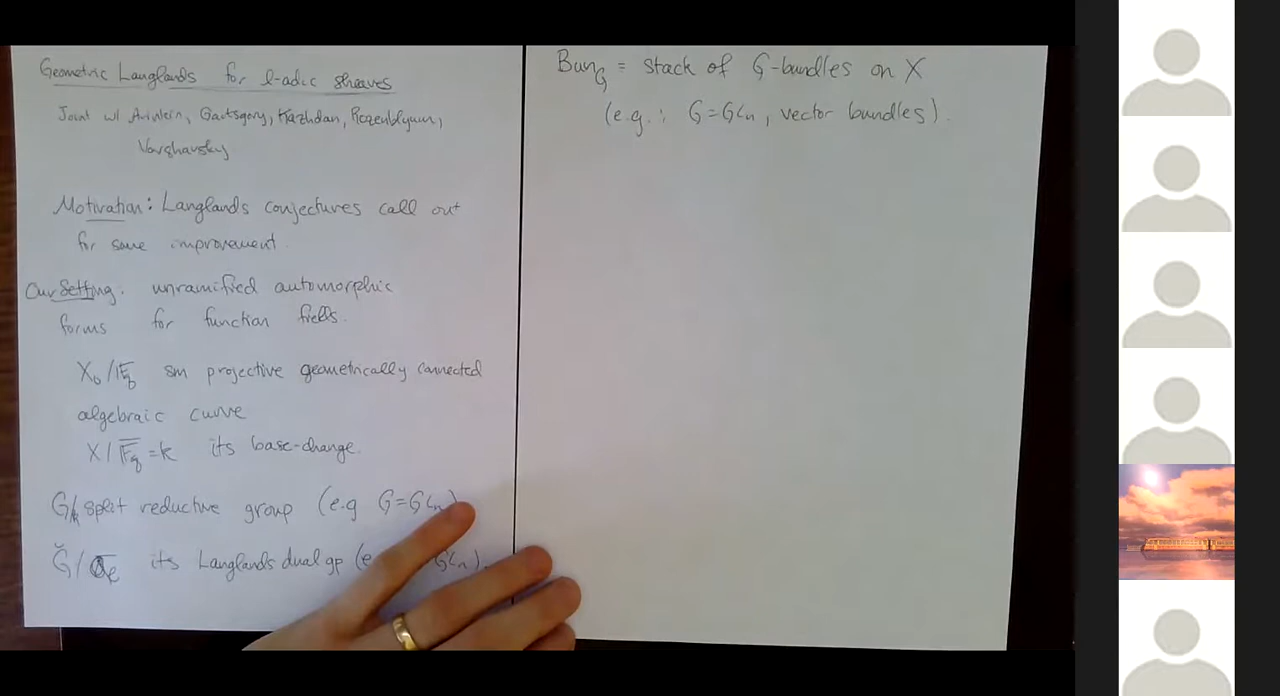 Geometric Langlands for l-adic sheaves
Joint w/ Arinkin, Gaitsgory, Kazhdan, Rozenblyum,
Varshavsky
Motivation: Langlands conjectures call out
for some improvement.
Our Setting: unramified automorphic
forms for function fields.
X₀/𝔽_q sm projective geometrically connected
algebraic curve
X/\overline{𝔽}_q = k its base-change.
G/k split reductive group (e.g G=GLn)
Ǧ/ its Langlands dual gp (e GLn).
Bun_G = stack of G-bundles on X
(e.g.: G=GLn, vector bundles).